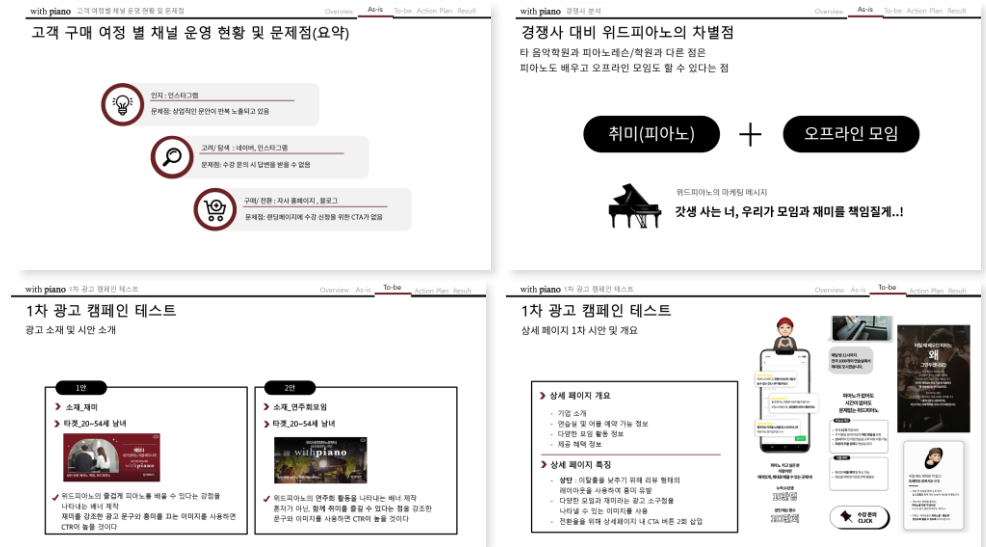 with piano 고객 여정별 채널 운영 현황 및 문제점
Overview As-is To-be Action Plan Result
고객 구매 여정 별 채널 운영 현황 및 문제점(요약)
인지 : 인스타그램
문제점: 상업적인 문안이 반복 노출되고 있음
고려/ 탐색 : 네이버, 인스타그램
문제점: 수강 문의 시 답변을 받을 수 없음
구매/ 전환 : 자사 홈페이지, 블로그
문제점: 랜딩페이지에 수강 신청을 위한 CTA가 없음
with piano 경쟁사 분석
Overview As-is To-be Action Plan Result
경쟁사 대비 위드피아노의 차별점
타 음악학원과 피아노레슨/학원과 다른 점은
피아노도 배우고 오프라인 모임도 할 수 있다는 점
취미(피아노) + 오프라인 모임
위드피아노의 마케팅 메시지
갓생 사는 너, 우리가 모임과 재미를 책임질게..!
with piano 1차 광고 캠페인 테스트
Overview As-is To-be Action Plan Result
1차 광고 캠페인 테스트
광고 소재 및 시안 소개
1안
소재_재미
타겟_20~54세 남녀
withpiano
위드피아노의 즐겁게 피아노를 배울 수 있다는 강점을
나타내는 배너 제작
재미를 강조한 광고 문구와 흥미를 끄는 이미지를 사용하면
CTR이 높을 것이다
2안
소재_연주회모임
타겟_20~54세 남녀
withpiano
위드피아노의 연주회 활동을 나타내는 배너 제작
혼자가 아닌, 함께 취미를 즐길 수 있다는 점을 강조한
문구와 이미지를 사용하면 CTR이 높을 것이다
with piano 1차 광고 캠페인 테스트
Overview As-is To-be Action Plan Result
1차 광고 캠페인 테스트
상세 페이지 1차 시안 및 개요
상세 페이지 개요
- 기업 소개
- 연습실 및 어플 예약 가능 정보
- 다양한 모임 활동 정보
- 제공 혜택 정보
상세 페이지 특징
- 상단 : 이탈률을 낮추기 위해 리뷰 형태의
레이아웃을 사용하여 흥미 유발
- 다양한 모임과 재미라는 광고 소구점을
나타낼 수 있는 이미지를 사용
- 전환율을 위해 상세페이지 내 CTA 버튼 2회 삽입
피아노가 없어도
시간이 없어도
문제없는 위드피아노
왜
수강 문의
CLICK